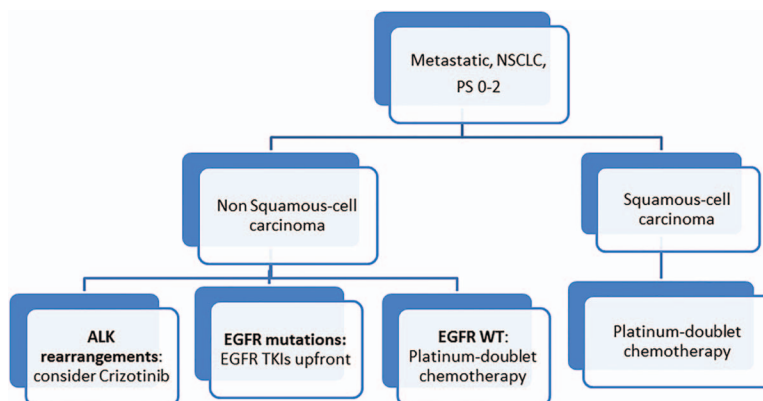 Metastatic, NSCLC,
PS 0-2
Non Squamous-cell
carcinoma
Squamous-cell
carcinoma
ALK
rearrangements:
consider Crizotinib
EGFR mutations:
EGFR TKIs upfront
EGFR WT:
Platinum-doublet
chemotherapy
Platinum-doublet
chemotherapy